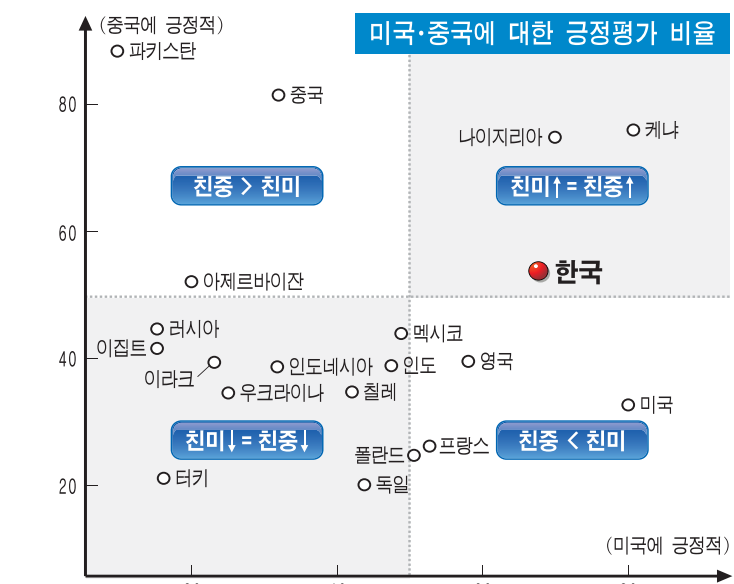 (중국에 긍정적)
미국·중국에 대한 긍정평가 비율
파키스탄
중국
80
나이지리아
케냐
친중 > 친미
친미↑ = 친중↑
60
한국
아제르바이잔
러시아
멕시코
이집트
40
인도네시아
인도
영국
이라크
우크라이나
칠레
미국
친미↓ = 친중↓
친중 < 친미
프랑스
폴란드
터키
독일
20
(미국에 긍정적)